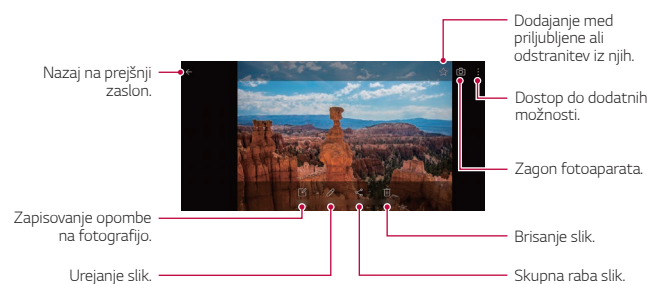 Dodajanje med
priljubljene ali
odstranitev iz njih.
Nazaj na prejšnji
zaslon.
Dostop do dodatnih
možnosti.
Zagon fotoaparata.
Zapisovanje opombe
na fotografijo.
Brisanje slik.
Urejanje slik.
Skupna raba slik.